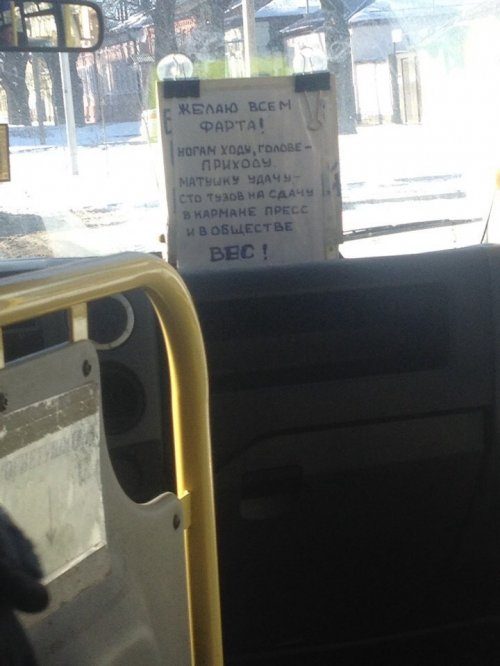 ЖЕЛАЮ ВСЕМ
ФАРТА!
НОГАМ ХОДУ, ГОЛОВЕ-
ПРИХОДУ.
МАТУШКУ УДАЧУ-
СТО ТУЗОВ НА СДАЧУ
В КАРМАНЕ ПРЕСС
И В ОБЩЕСТВЕ
ВЕС!